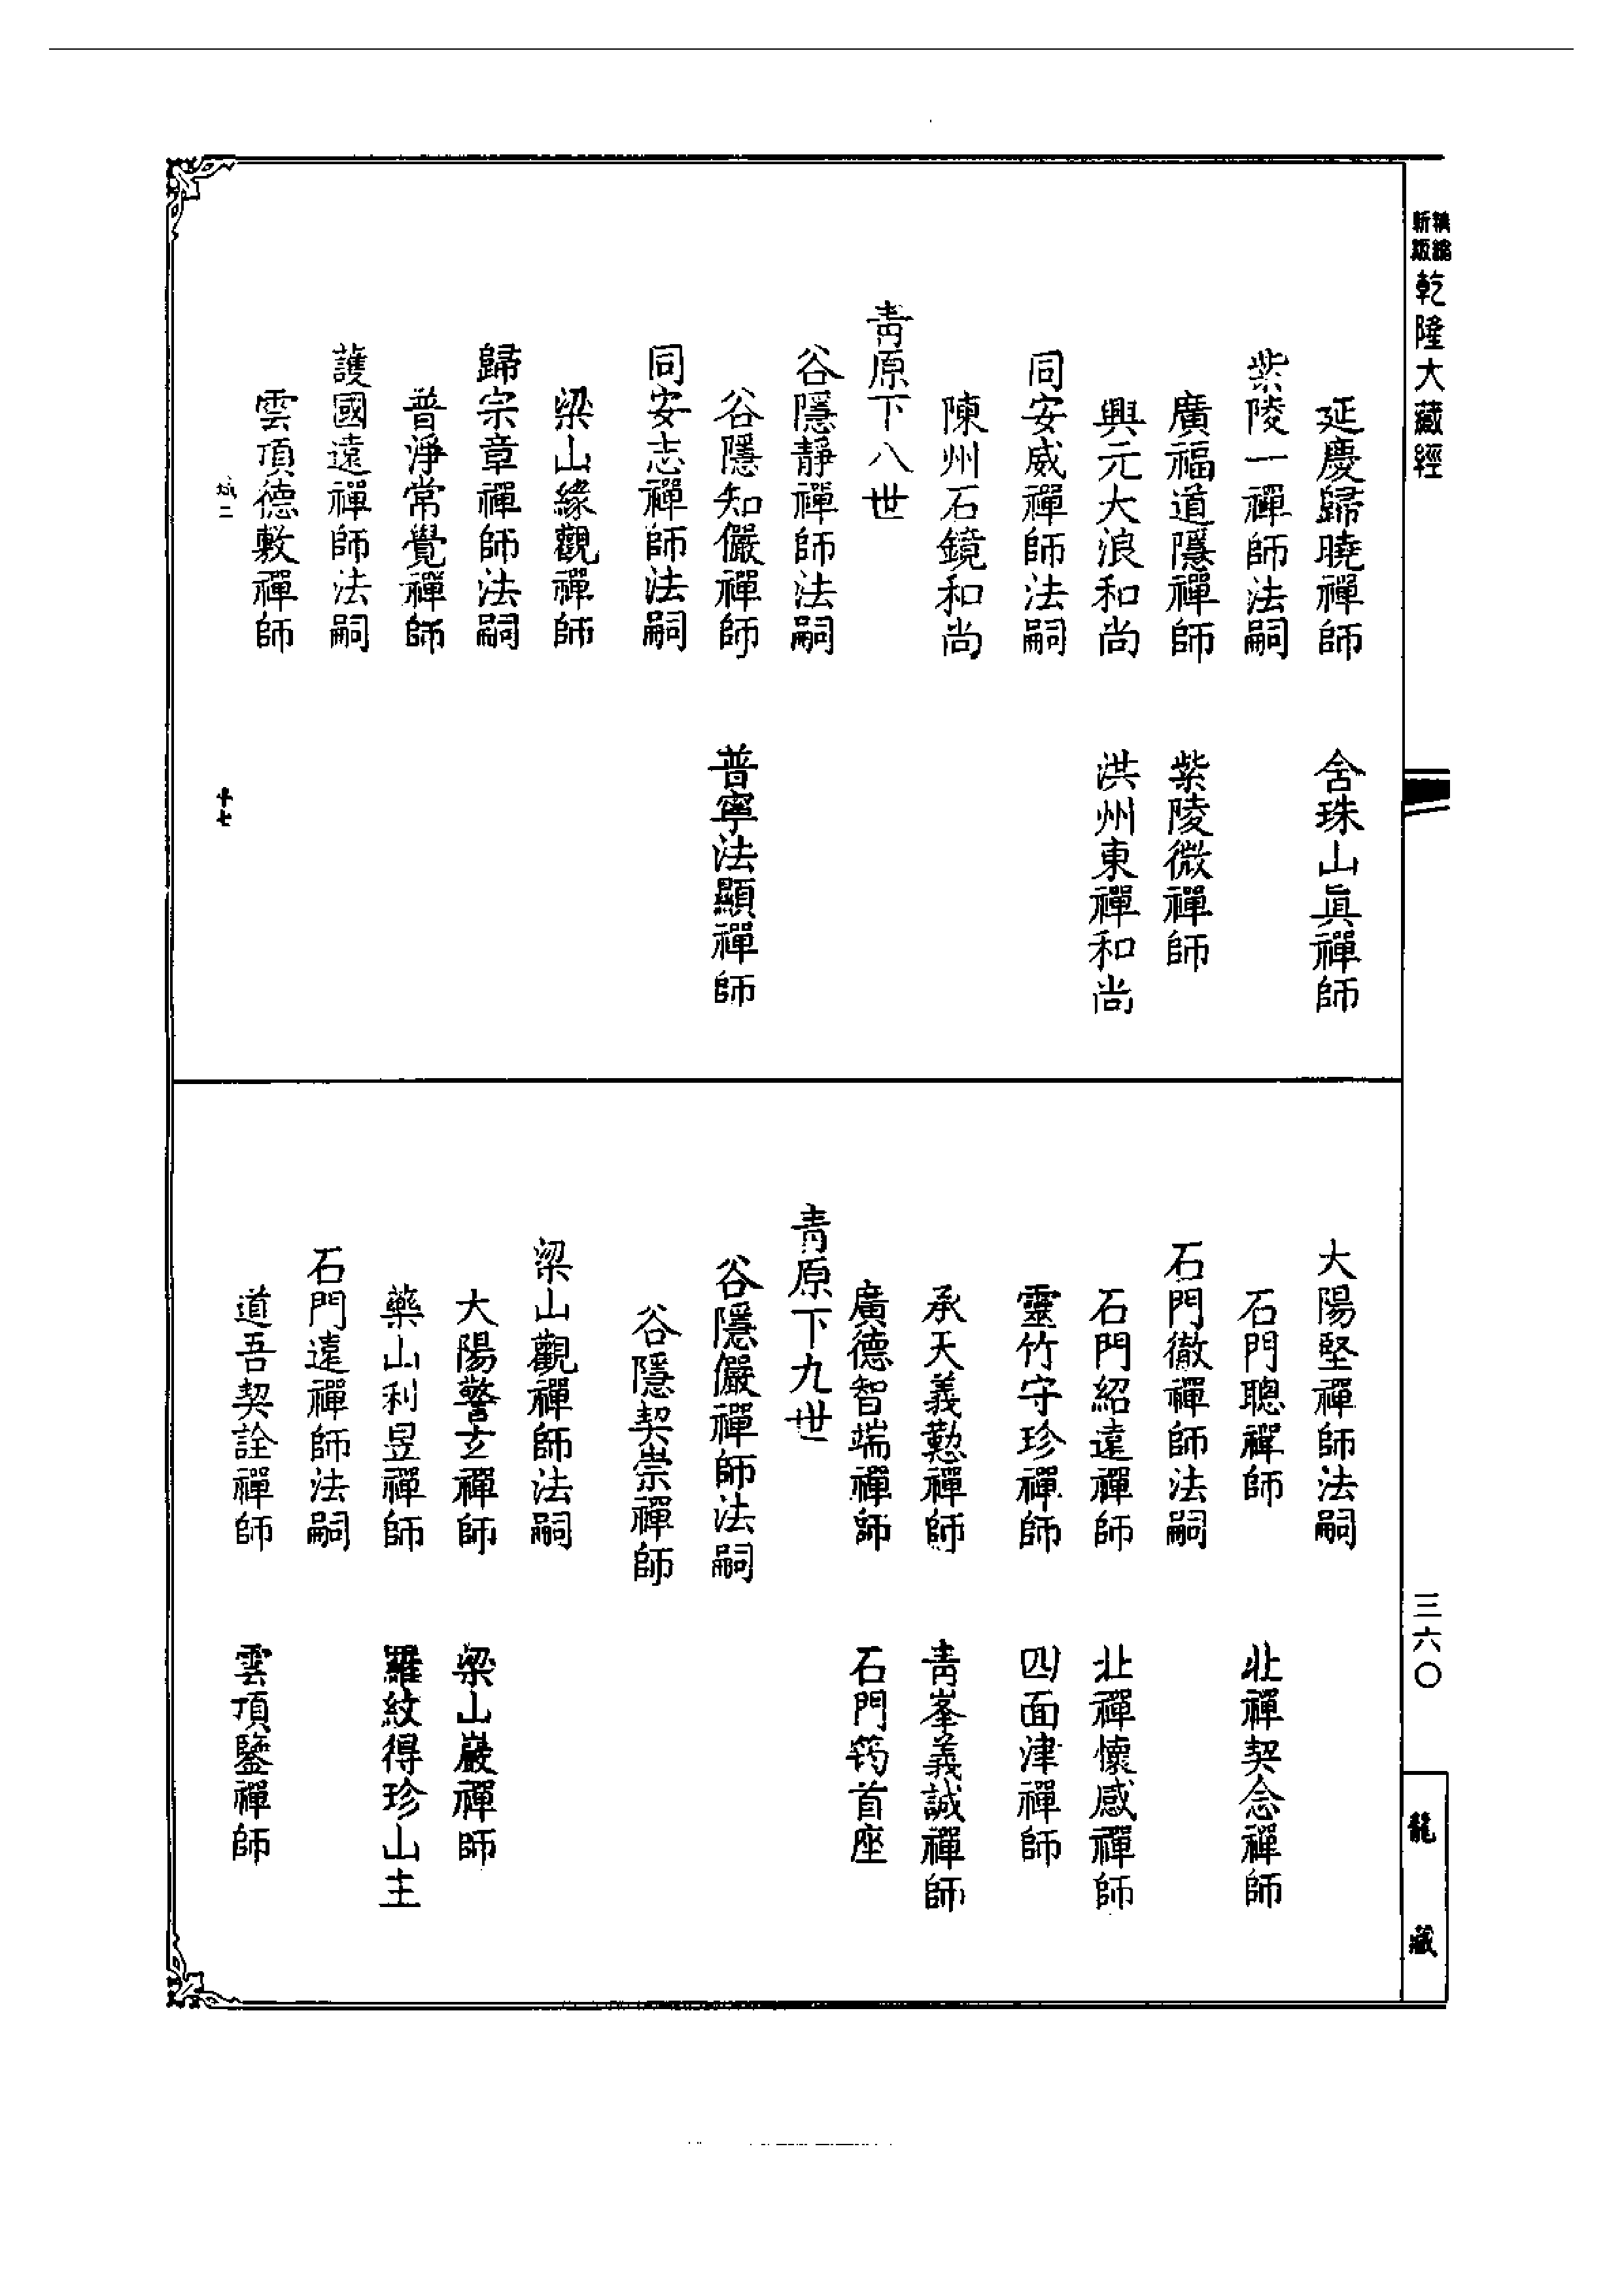 新版精編
乾隆大藏經
延慶歸曉禪師　含珠山眞禪師
紫陵一禪師法嗣
廣福道隱禪師　紫陵微禪師
興元大浪和尚　洪州東禪和尚
同安威禪師法嗣
陳州石鏡和尚
青原下八世
谷隱靜禪師法嗣
谷隱知儼禪師　普寧法顯禪師
同安志禪師法嗣
梁山緣觀禪師
歸宗章禪師法嗣
普淨常覺禪師
護國遠禪師法嗣
雲頂德敷禪師
大陽堅禪師法嗣
石門聰禪師　北禪契念禪師
石門徹禪師法嗣
石門紹遠禪師　北禪懷感禪師
靈竹守珍禪師　四面津禪師
承天義懃禪師　青峯義誠禪師
廣德智端禪師　石門筠首座
青原下九世
谷隱儼禪師法嗣
谷隱契崇禪師
梁山觀禪師法嗣
大陽警玄禪師　梁山巖禪師
藥山利昱禪師　羅紋得珍山主
石門遠禪師法嗣
道吾契詮禪師　雲頂鑒禪師
三六〇
龍藏